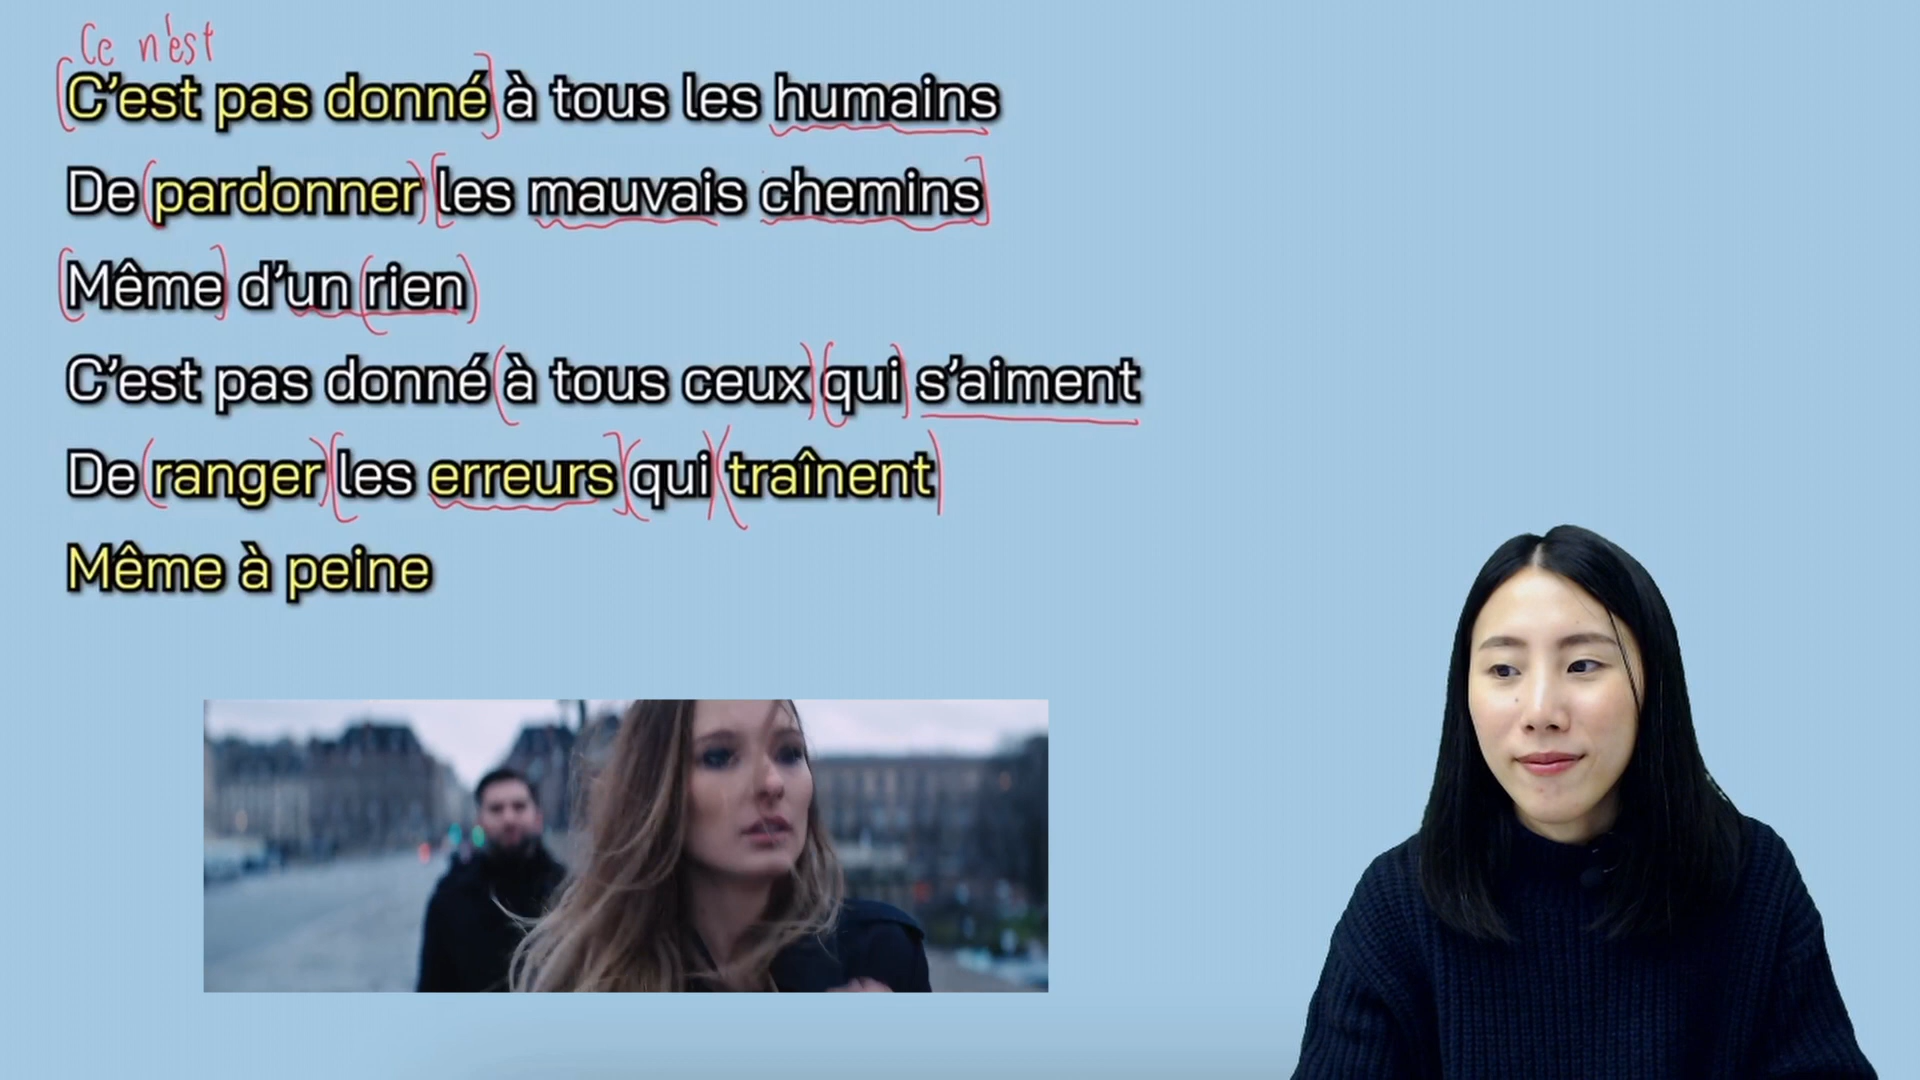 Ce n'est
C'est pas donné à tous les humains
De pardonner les mauvais chemins
Même d'un rien
C'est pas donné à tous ceux qui s'aiment
De ranger les erreurs qui traînent
Même à peine